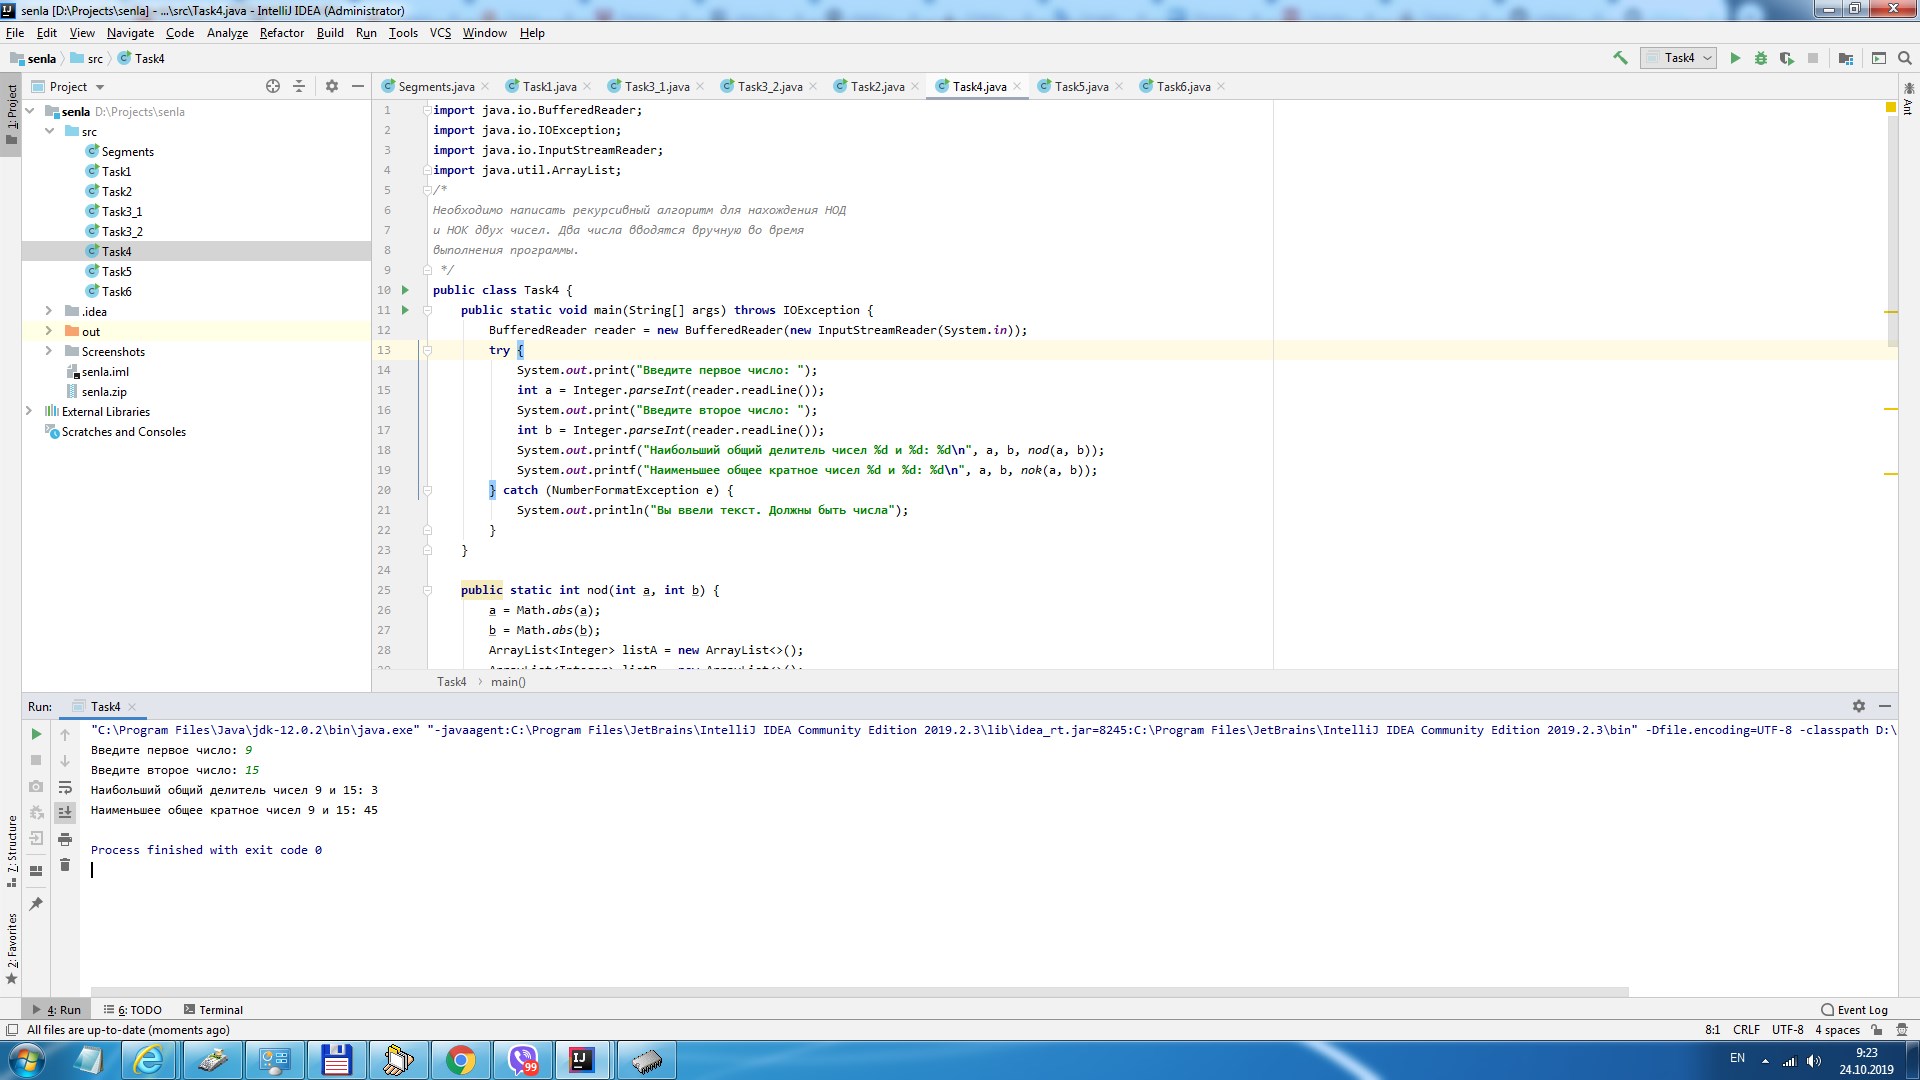 senla [D:\Projects\senla] - ...\src\Task4.java - IntelliJ IDEA (Administrator)
File Edit View Navigate Code Analyze Refactor Build Run Tools VCS Window Help
senla src Task4
Task4
1: Project
Project
Segments.java Task1.java Task3_1.java Task3_2.java Task2.java Task4.java Task5.java Task6.java
Ant
senla D:\Projects\senla
src
Segments
Task1
Task2
Task3_1
Task3_2
Task4
Task5
Task6
.idea
out
Screenshots
senla.iml
senla.zip
External Libraries
Scratches and Consoles
1 import java.io.BufferedReader;
2 import java.io.IOException;
3 import java.io.InputStreamReader;
4 import java.util.ArrayList;
5 /*
6 Необходимо написать рекурсивный алгоритм для нахождения НОД
7 и НОК двух чисел. Два числа вводятся вручную во время
8 выполнения программы.
9 */
10 public class Task4 {
11 public static void main(String[] args) throws IOException {
12 BufferedReader reader = new BufferedReader(new InputStreamReader(System.in));
13 try {
14 System.out.print("Введите первое число: ");
15 int a = Integer.parseInt(reader.readLine());
16 System.out.print("Введите второе число: ");
17 int b = Integer.parseInt(reader.readLine());
18 System.out.printf("Наибольший общий делитель чисел %d и %d: %d\n", a, b, nod(a, b));
19 System.out.printf("Наименьшее общее кратное чисел %d и %d: %d\n", a, b, nok(a, b));
20 } catch (NumberFormatException e) {
21 System.out.println("Вы ввели текст. Должны быть числа");
22 }
23 }
24
25 public static int nod(int a, int b) {
26 a = Math.abs(a);
27 b = Math.abs(b);
28 ArrayList<Integer> listA = new ArrayList<>();
Task4 main()
Run: Task4
"C:\Program Files\Java\jdk-12.0.2\bin\java.exe" "-javaagent:C:\Program Files\JetBrains\IntelliJ IDEA Community Edition 2019.2.3\lib\idea_rt.jar=8245:C:\Program Files\JetBrains\IntelliJ IDEA Community Edition 2019.2.3\bin" -Dfile.encoding=UTF-8 -classpath D:\
Введите первое число: 9
Введите второе число: 15
Наибольший общий делитель чисел 9 и 15: 3
Наименьшее общее кратное чисел 9 и 15: 45
Process finished with exit code 0
7: Structure
2: Favorites
4: Run 6: TODO Terminal
Event Log
All files are up-to-date (moments ago)
8:1 CRLF UTF-8 4 spaces
99
EN
9:23
24.10.2019